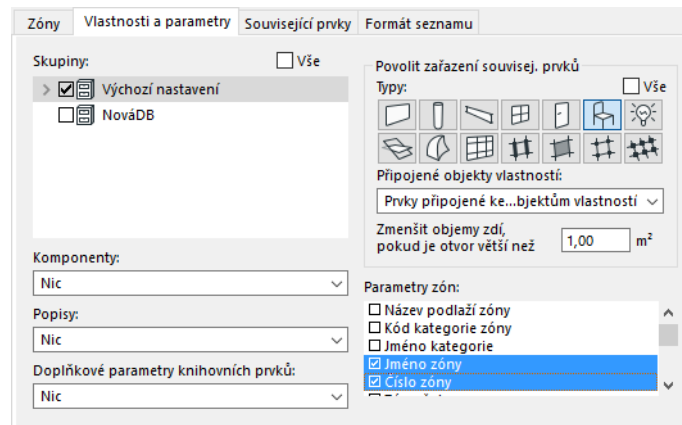 Zóny
Vlastnosti a parametry
Související prvky
Formát seznamu
Skupiny:
Vše
Výchozí nastavení
NováDB
Komponenty:
Nic
Popisy:
Nic
Doplňkové parametry knihovních prvků:
Nic
Povolit zařazení souvisej. prvků
Typy:
Vše
Připojené objekty vlastností:
Prvky připojené ke...bjektům vlastností
Zmenšit objemy zdí,
pokud je otvor větší než
1,00
m²
Parametry zón:
Název podlaží zóny
Kód kategorie zóny
Jméno kategorie
Jméno zóny
Číslo zóny